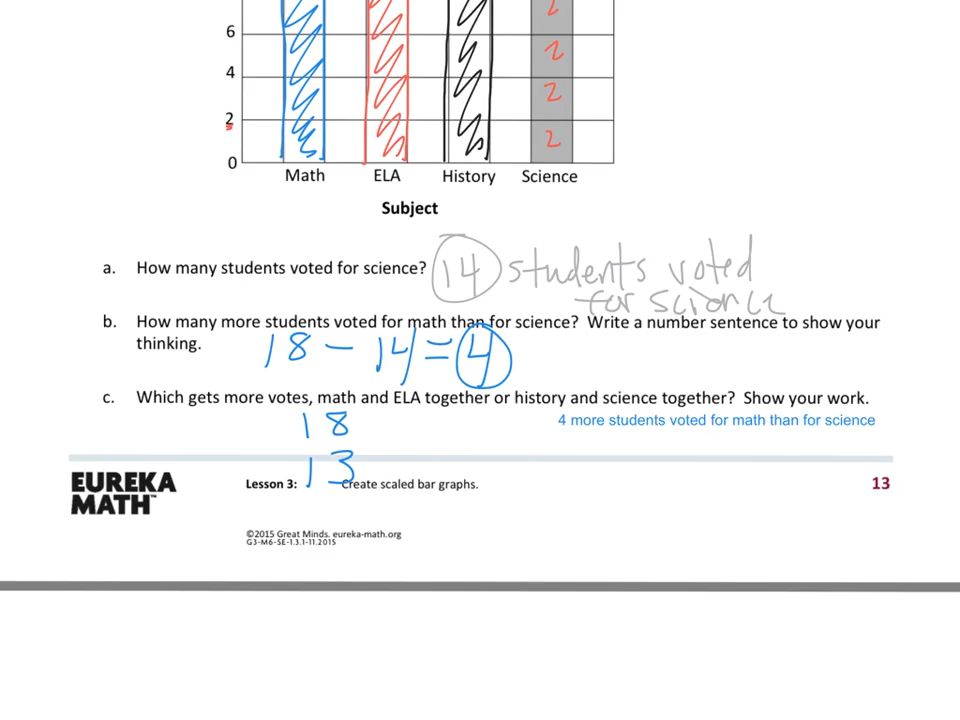 6
2
4
2
2
2
2
0
Math ELA History Science
Subject
a. How many students voted for science? 14 students voted
for science
b. How many more students voted for math than for science? Write a number sentence to show your
thinking. 18 - 14 = 4
c. Which gets more votes, math and ELA together or history and science together? Show your work.
18
4 more students voted for math than for science
13
EUREKA
MATH™
Lesson 3: Create scaled bar graphs.
13
©2015 Great Minds. eureka-math.org
G3-M6-SE-1.3.1-11.2015